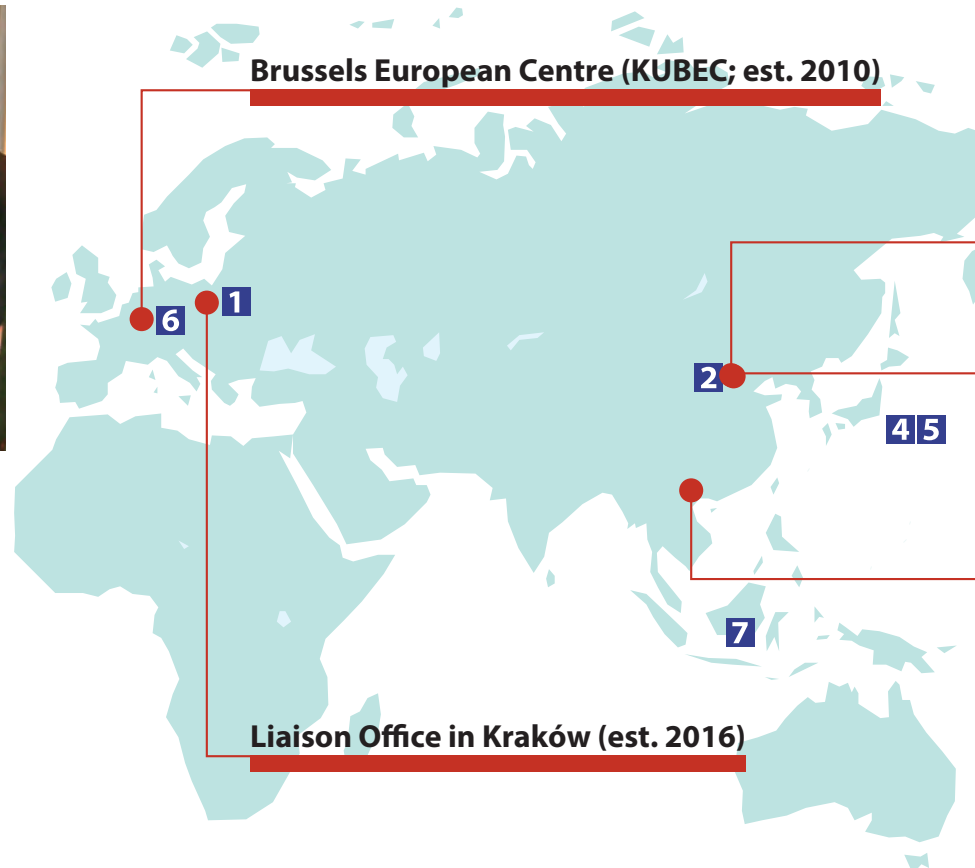 Brussels European Centre (KUBEC; est. 2010)
1
6
2
4 5
7
Liaison Office in Kraków (est. 2016)